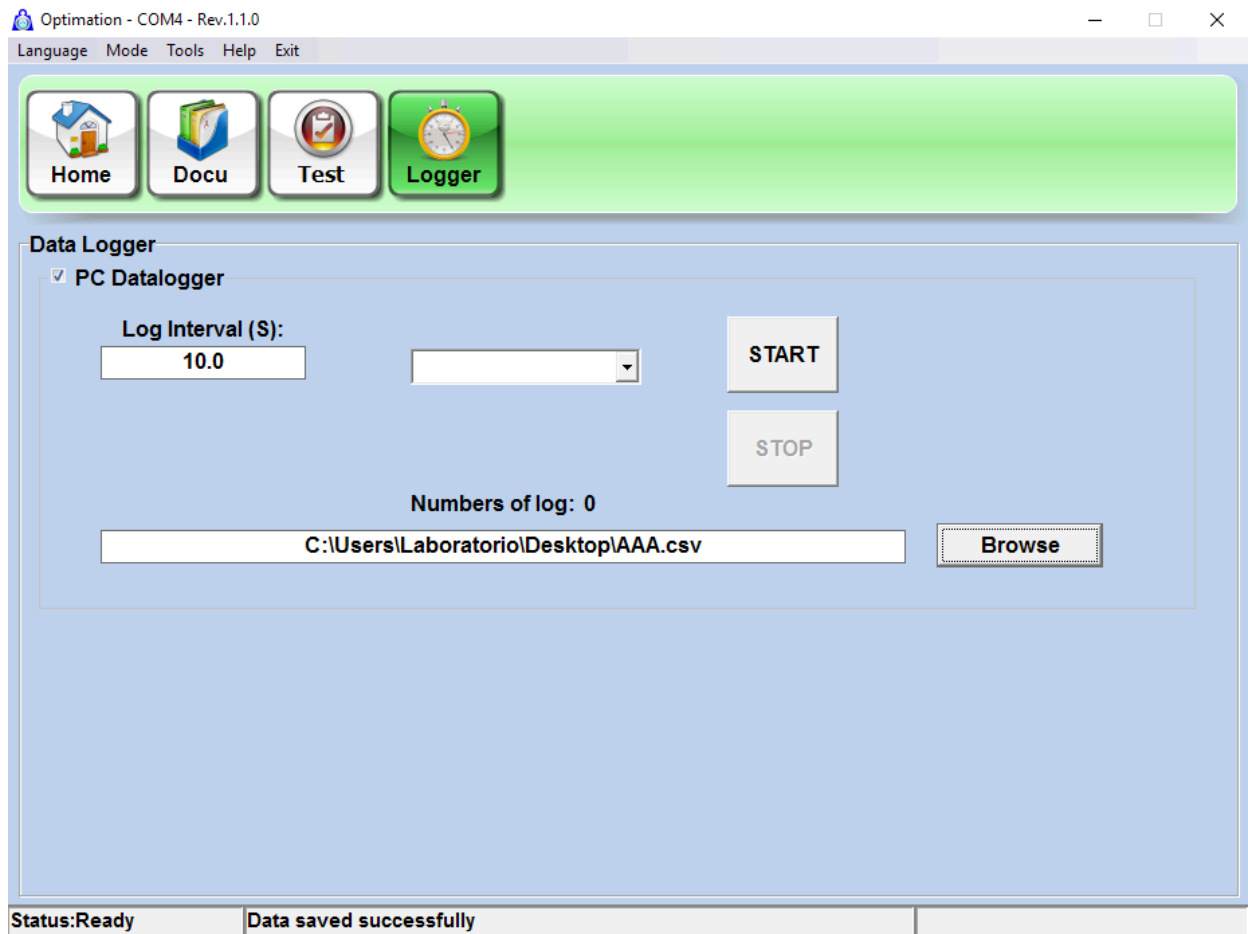 Optimation - COM4 - Rev.1.1.0
Language Mode Tools Help Exit
Home Docu Test Logger
Data Logger
PC Datalogger
Log Interval (S):
10.0
START
STOP
Numbers of log: 0
C:\Users\Laboratorio\Desktop\AAA.csv
Browse
Status:Ready
Data saved successfully